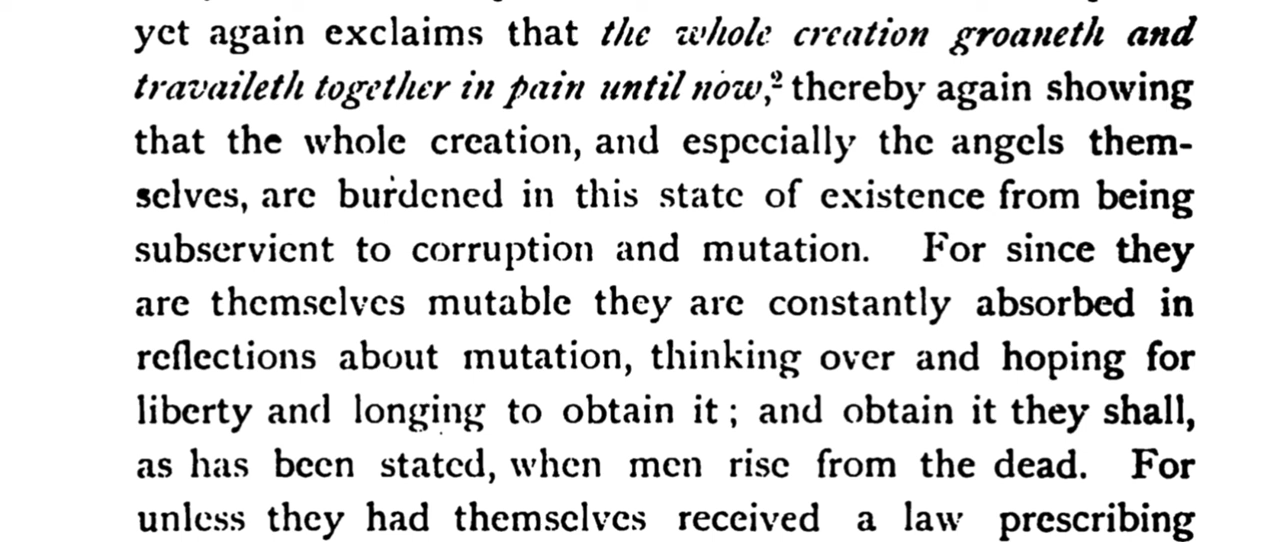 yet again exclaims that the whole creation groaneth and
travaileth together in pain until now,² thereby again showing
that the whole creation, and especially the angels them-
selves, are burdened in this state of existence from being
subservient to corruption and mutation. For since they
are themselves mutable they are constantly absorbed in
reflections about mutation, thinking over and hoping for
liberty and longing to obtain it; and obtain it they shall,
as has been stated, when men rise from the dead. For
unless they had themselves received a law prescribing